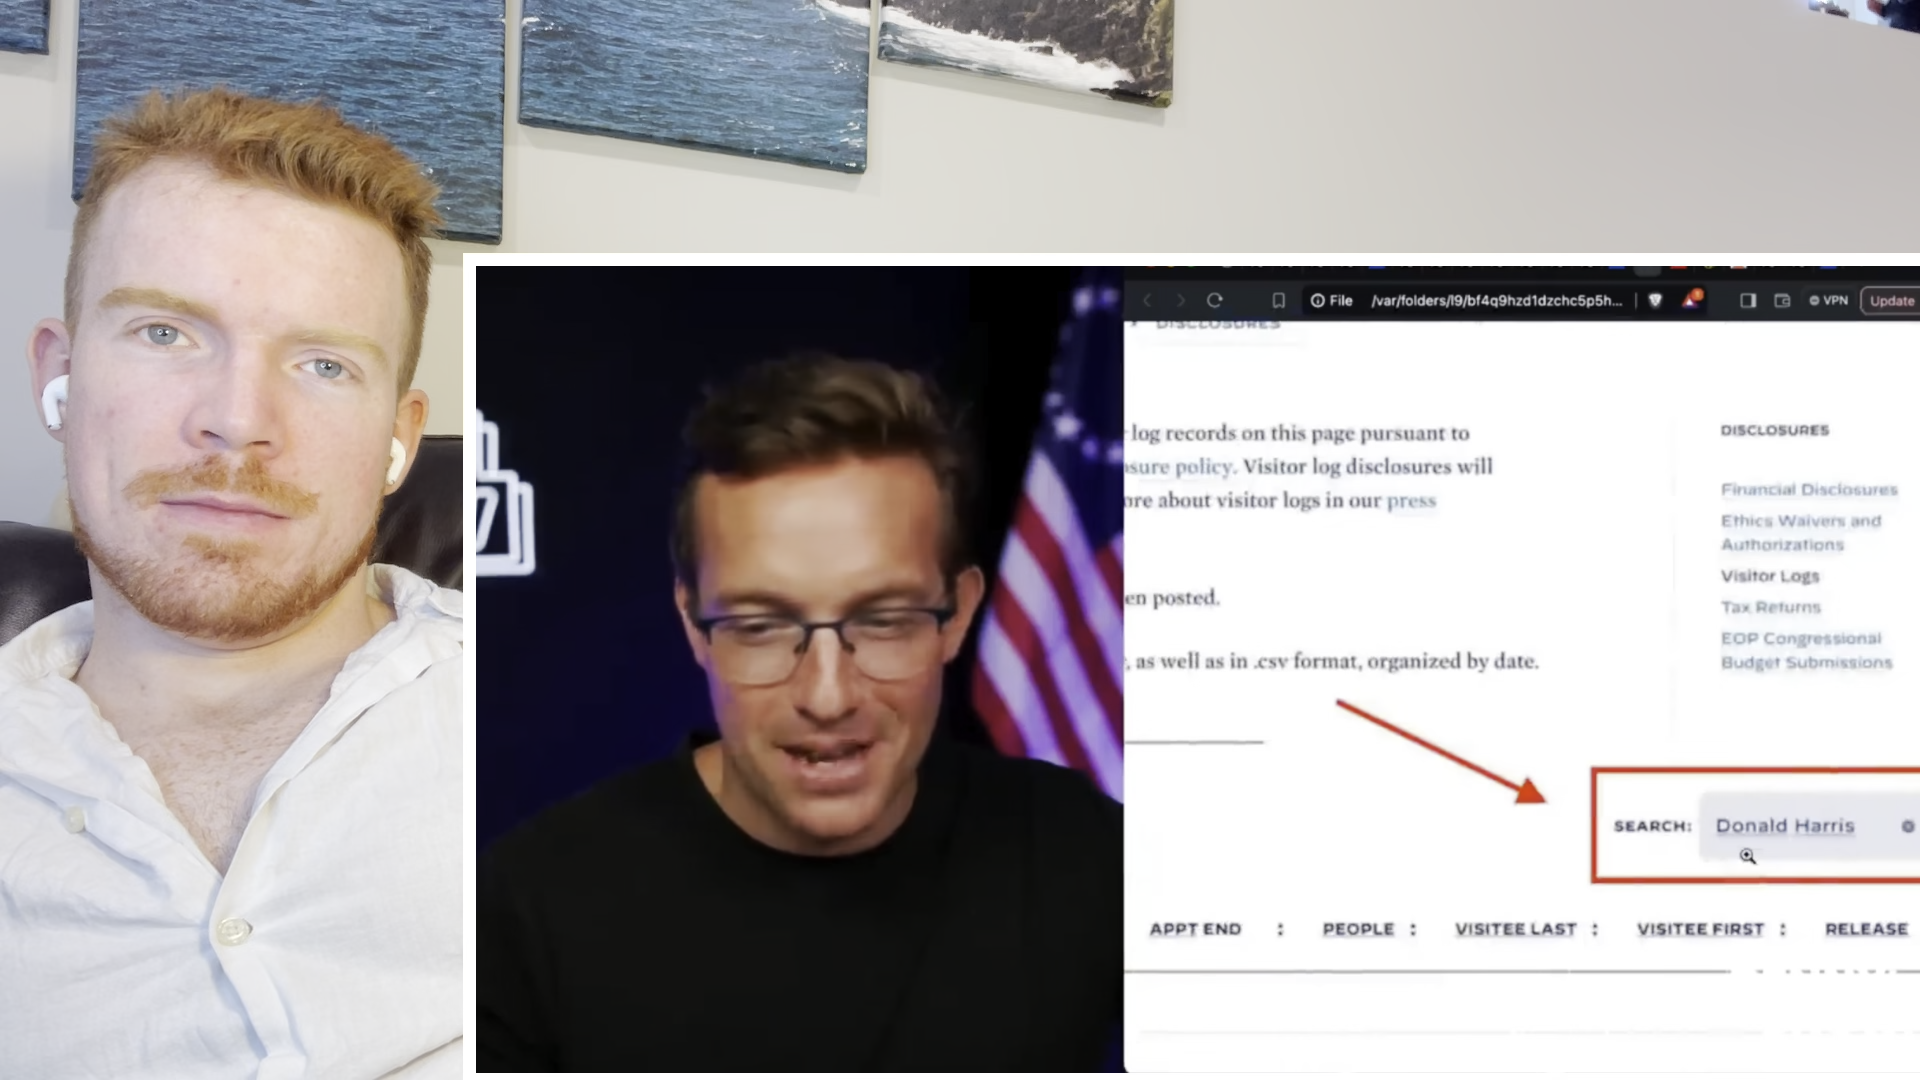 File /var/folders/l9/bf4q9hzd1dzchc5p5h... VPN Update
DISCLOSURES
log records on this page pursuant to
sure policy. Visitor log disclosures will
ore about visitor logs in our press
en posted.
, as well as in .csv format, organized by date.
DISCLOSURES
Financial Disclosures
Ethics Waivers and
Authorizations
Visitor Logs
Tax Returns
EOP Congressional
Budget Submissions
SEARCH: Donald Harris
APPT END : PEOPLE : VISITEE LAST : VISITEE FIRST : RELEASE